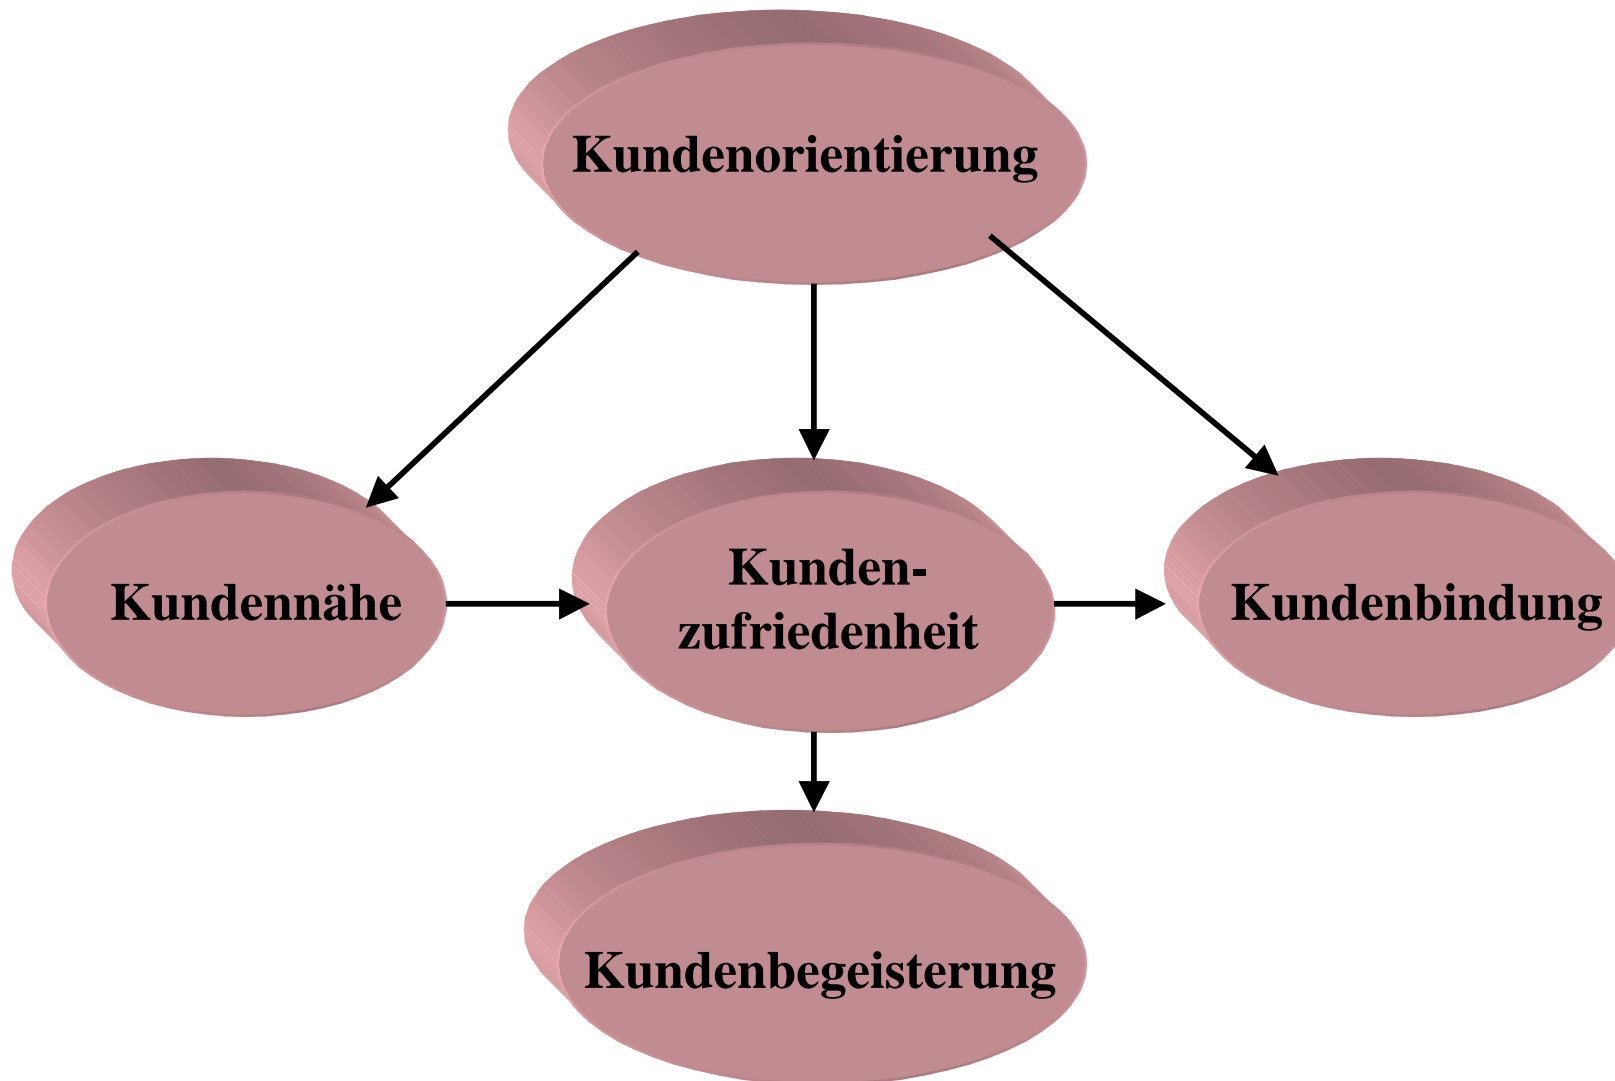 Kundenorientierung
Kundennähe
Kunden-
zufriedenheit
Kundenbindung
Kundenbegeisterung